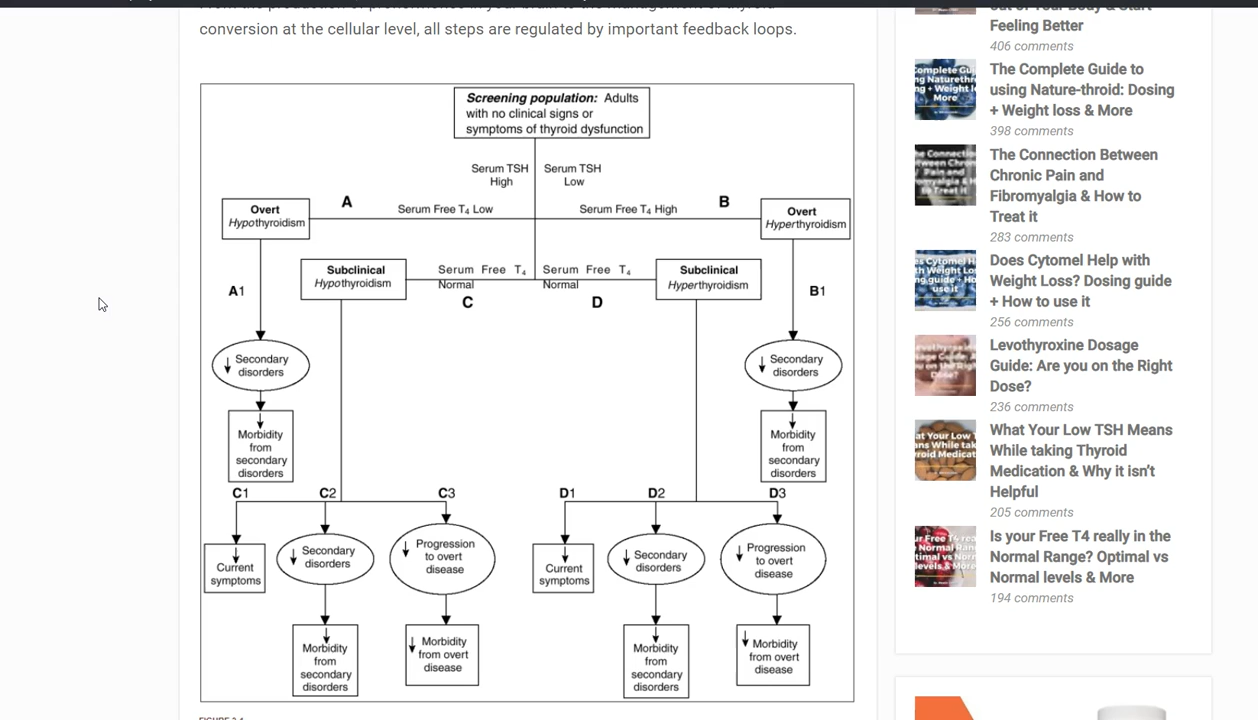 conversion at the cellular level, all steps are regulated by important feedback loops.
Screening population: Adults
with no clinical signs or
symptoms of thyroid dysfunction
Serum TSH
High
Serum TSH
Low
A
B
Overt
Hypothyroidism
Serum Free T4 Low
Serum Free T4 High
Overt
Hyperthyroidism
Subclinical
Hypothyroidism
Serum Free T4
Normal
Serum Free T4
Normal
Subclinical
Hyperthyroidism
A1
C
D
B1
↓ Secondary
disorders
↓ Secondary
disorders
↓
Morbidity
from
secondary
disorders
↓
Morbidity
from
secondary
disorders
C1
C2
C3
D1
D2
D3
↓
Current
symptoms
↓ Secondary
disorders
↓ Progression
to overt
disease
↓
Current
symptoms
↓ Secondary
disorders
↓ Progression
to overt
disease
↓
Morbidity
from
secondary
disorders
↓ Morbidity
from overt
disease
↓
Morbidity
from
secondary
disorders
↓ Morbidity
from overt
disease
out of Your Body & Start
Feeling Better
406 comments
The Complete Guide to
using Nature-throid: Dosing
+ Weight loss & More
398 comments
The Connection Between
Chronic Pain and
Fibromyalgia & How to
Treat it
283 comments
Does Cytomel Help with
Weight Loss? Dosing guide
+ How to use it
256 comments
Levothyroxine Dosage
Guide: Are you on the Right
Dose?
236 comments
What Your Low TSH Means
While taking Thyroid
Medication & Why it isn't
Helpful
205 comments
Is your Free T4 really in the
Normal Range? Optimal vs
Normal levels & More
194 comments